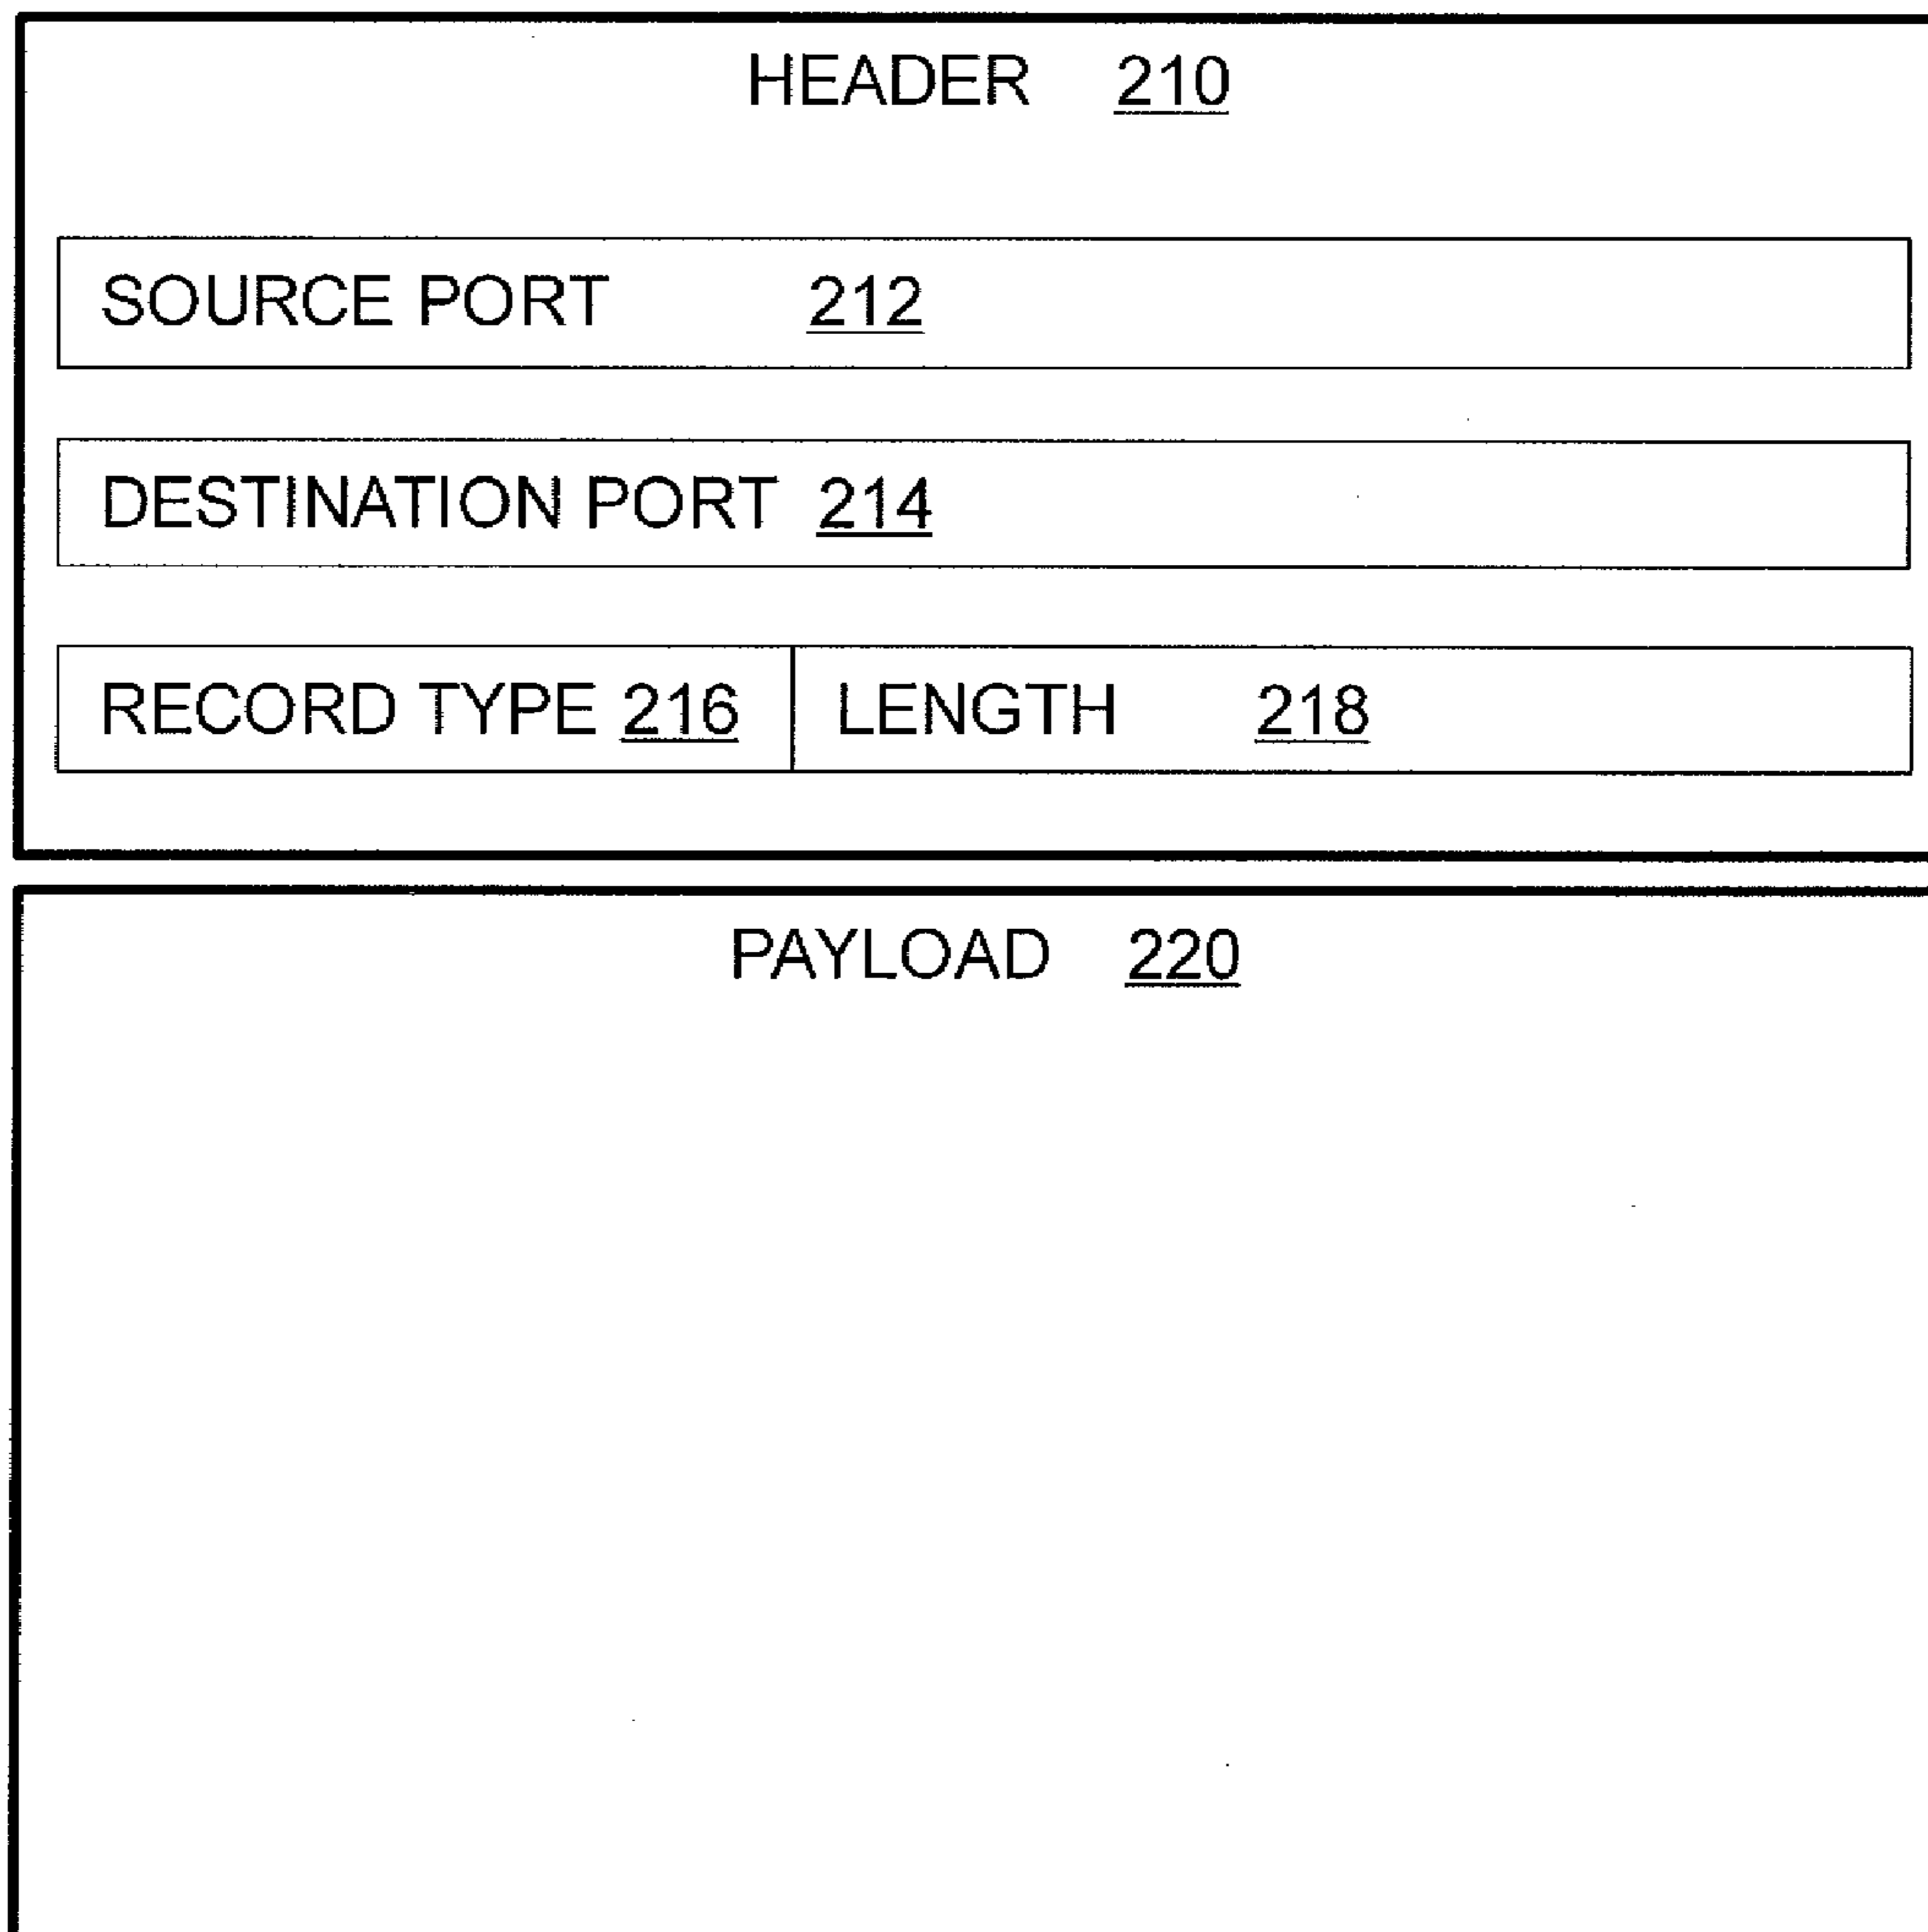 HEADER 210
SOURCE PORT 212
DESTINATION PORT 214
RECORD TYPE 216 LENGTH 218
PAYLOAD 220